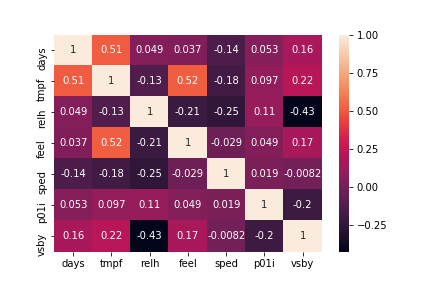 days 1 0.51 0.049 0.037 -0.14 0.053 0.16
tmpf 0.51 1 -0.13 0.52 -0.18 0.097 0.22
relh 0.049 -0.13 1 -0.21 -0.25 0.11 -0.43
feel 0.037 0.52 -0.21 1 -0.029 0.049 0.17
sped -0.14 -0.18 -0.25 -0.029 1 0.019 -0.0082
p01i 0.053 0.097 0.11 0.049 0.019 1 -0.2
vsby 0.16 0.22 -0.43 0.17 -0.0082 -0.2 1
days tmpf relh feel sped p01i vsby
1.00
0.75
0.50
0.25
0.00
−0.25